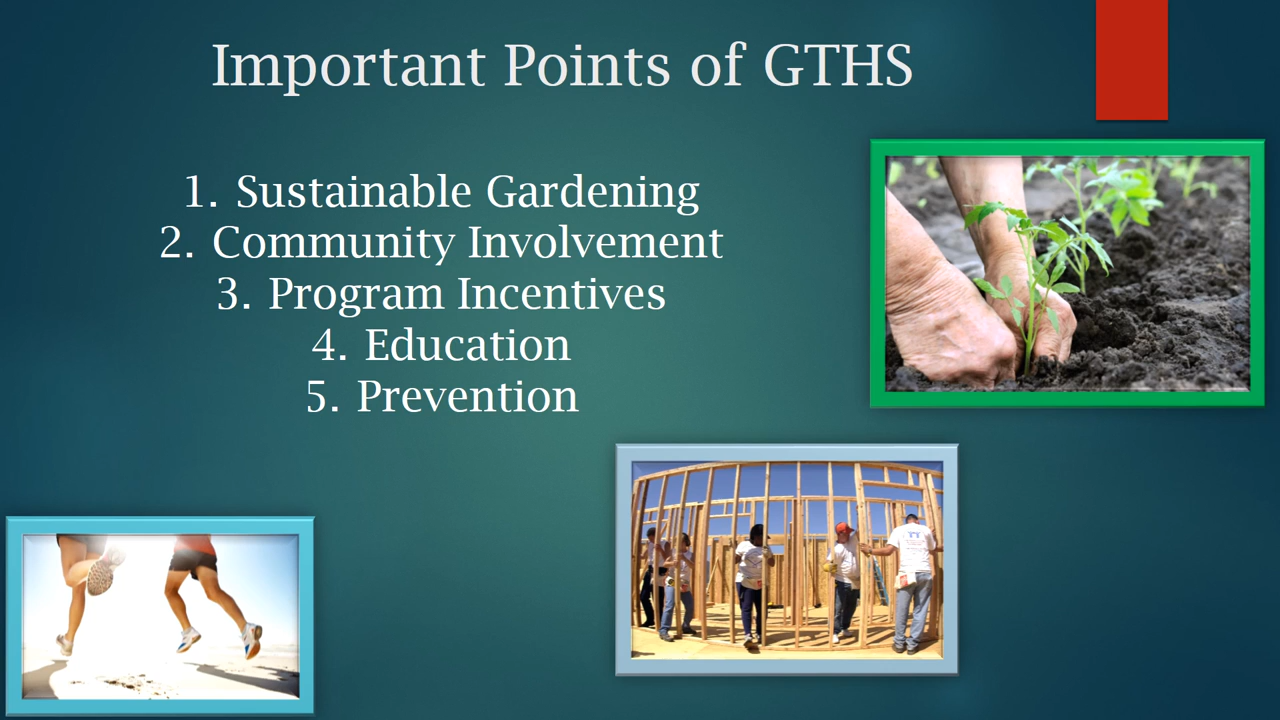 Important Points of GTHS
1. Sustainable Gardening
2. Community Involvement
3. Program Incentives
4. Education
5. Prevention